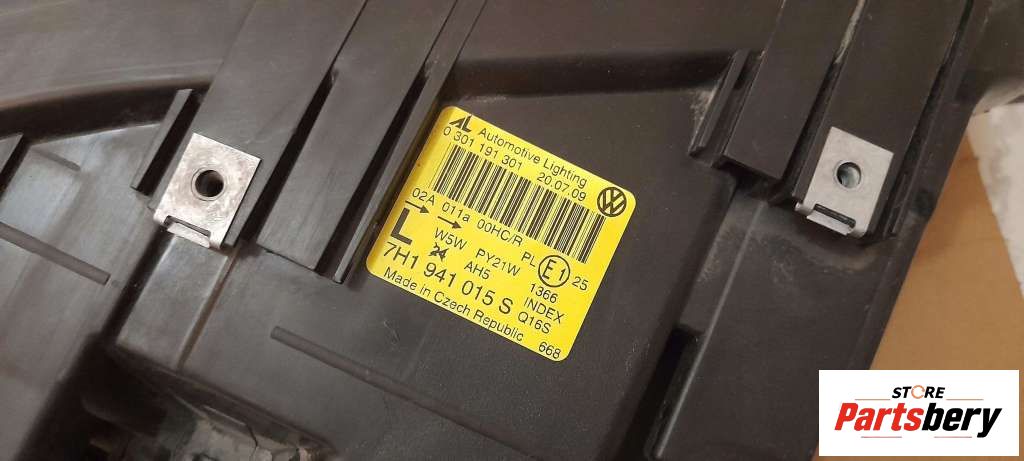 AL Automotive Lighting
0 301 191 301 20.07.09
02A 011a 00HC/R PL E1 25
L W5W PY21W 1366
AH5 INDEX
7H1 941 015 S Q16S
Made in Czech Republic 668
STORE
Partsbery